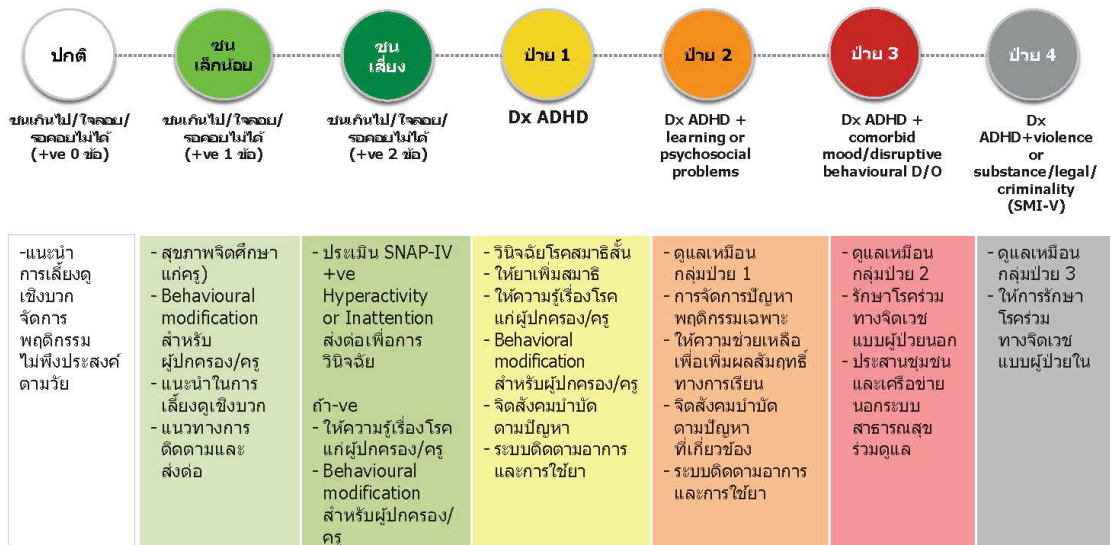 ปกติ
ซน
เล็กน้อย
ซน
เสี่ยง
ป่วย 1
ป่วย 2
ป่วย 3
ป่วย 4
ซนเกินไป/ใจลอย/
รอคอยไม่ได้
(+ve 0 ข้อ)
ซนเกินไป/ใจลอย/
รอคอยไม่ได้
(+ve 1 ข้อ)
ซนเกินไป/ใจลอย/
รอคอยไม่ได้
(+ve 2 ข้อ)
Dx ADHD
Dx ADHD +
learning or
psychosocial
problems
Dx ADHD +
comorbid
mood/disruptive
behavioural D/O
Dx
ADHD+violence
or
substance/legal/
criminality
(SMI-V)
-แนะนำ
การเลี้ยงดู
เชิงบวก
จัดการ
พฤติกรรม
ไม่พึงประสงค์
ตามวัย
- สุขภาพจิตศึกษา
แก่ครู)
- Behavioural
modification
สำหรับ
ผู้ปกครอง/ครู
- แนะนำในการ
เลี้ยงดูเชิงบวก
- แนวทางการ
ติดตามและ
ส่งต่อ
- ประเมิน SNAP-IV
+ve
Hyperactivity
or Inattention
ส่งต่อเพื่อการ
วินิจฉัย
ถ้า-ve
- ให้ความรู้เรื่องโรค
แก่ผู้ปกครอง/ครู
- Behavioural
modification
สำหรับผู้ปกครอง/
ครู
- วินิจฉัยโรคสมาธิสั้น
- ให้ยาเพิ่มสมาธิ
- ให้ความรู้เรื่องโรค
แก่ผู้ปกครอง/ครู
- Behavioral
modification
สำหรับผู้ปกครอง/ครู
- จิตสังคมบำบัด
ตามปัญหา
- ระบบติดตามอาการ
และการใช้ยา
- ดูแลเหมือน
กลุ่มป่วย 1
- การจัดการปัญหา
พฤติกรรมเฉพาะ
- ให้ความช่วยเหลือ
เพื่อเพิ่มผลสัมฤทธิ์
ทางการเรียน
- จิตสังคมบำบัด
ตามปัญหา
ที่เกี่ยวข้อง
- ระบบติดตามอาการ
และการใช้ยา
- ดูแลเหมือน
กลุ่มป่วย 2
- รักษาโรคร่วม
ทางจิตเวช
แบบผู้ป่วยนอก
- ประสานชุมชน
และเครือข่าย
นอกระบบ
สาธารณสุข
ร่วมดูแล
- ดูแลเหมือน
กลุ่มป่วย 3
- ให้การรักษา
โรคร่วม
ทางจิตเวช
แบบผู้ป่วยใน